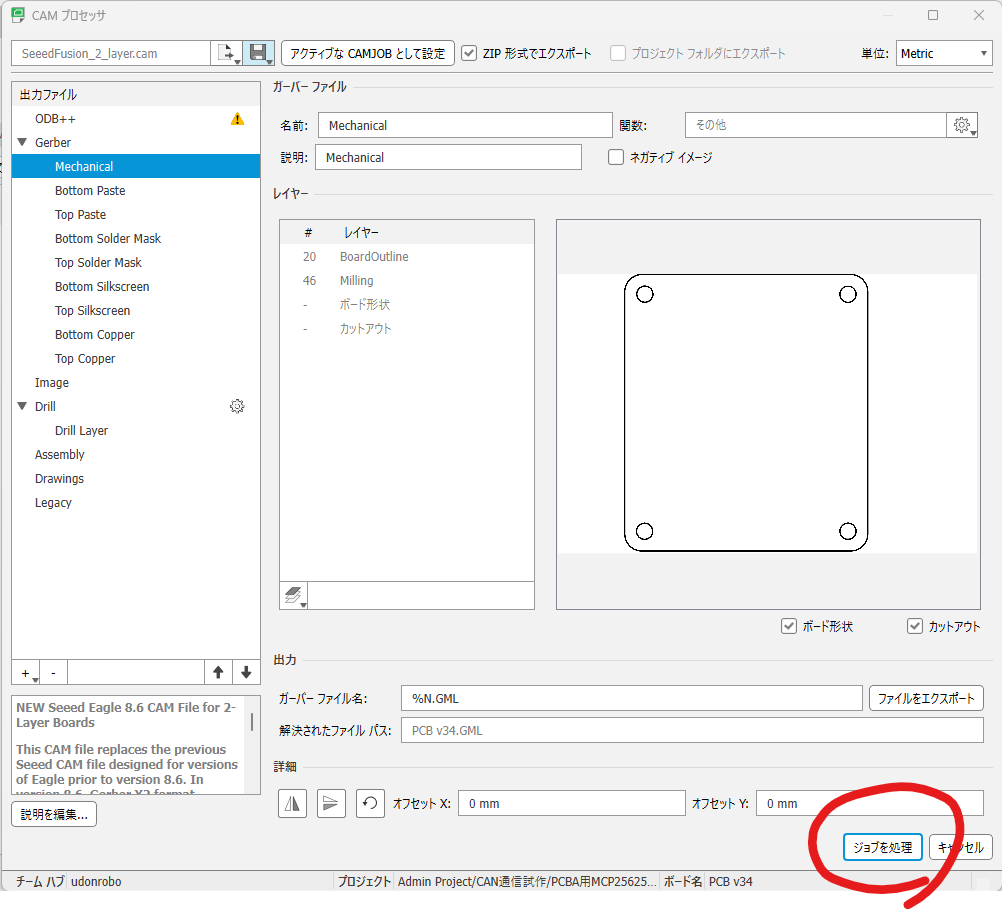 CAM プロセッサ
SeeedFusion_2_layer.cam
アクティブな CAMJOB として設定
ZIP 形式でエクスポート
プロジェクト フォルダにエクスポート
単位: Metric
出力ファイル
ODB++
Gerber
Mechanical
Bottom Paste
Top Paste
Bottom Solder Mask
Top Solder Mask
Bottom Silkscreen
Top Silkscreen
Bottom Copper
Top Copper
Image
Drill
Drill Layer
Assembly
Drawings
Legacy
+ -
NEW Seeed Eagle 8.6 CAM File for 2-
Layer Boards
This CAM file replaces the previous
Seeed CAM file designed for versions
of Eagle prior to version 8.6. In
version 8.6, Gerber X2 format
説明を編集...
ガーバー ファイル
名前: Mechanical
関数: その他
説明: Mechanical
ネガティブ イメージ
レイヤー
# レイヤー
20 BoardOutline
46 Milling
- ボード形状
- カットアウト
ボード形状
カットアウト
出力
ガーバー ファイル名: %N.GML
ファイルをエクスポート
解決されたファイル パス: PCB v34.GML
詳細
オフセット X: 0 mm
オフセット Y: 0 mm
ジョブを処理
キャンセル
チーム ハブ udonrobo
プロジェクト Admin Project/CAN通信試作/PCBA用MCP25625...
ボード名 PCB v34